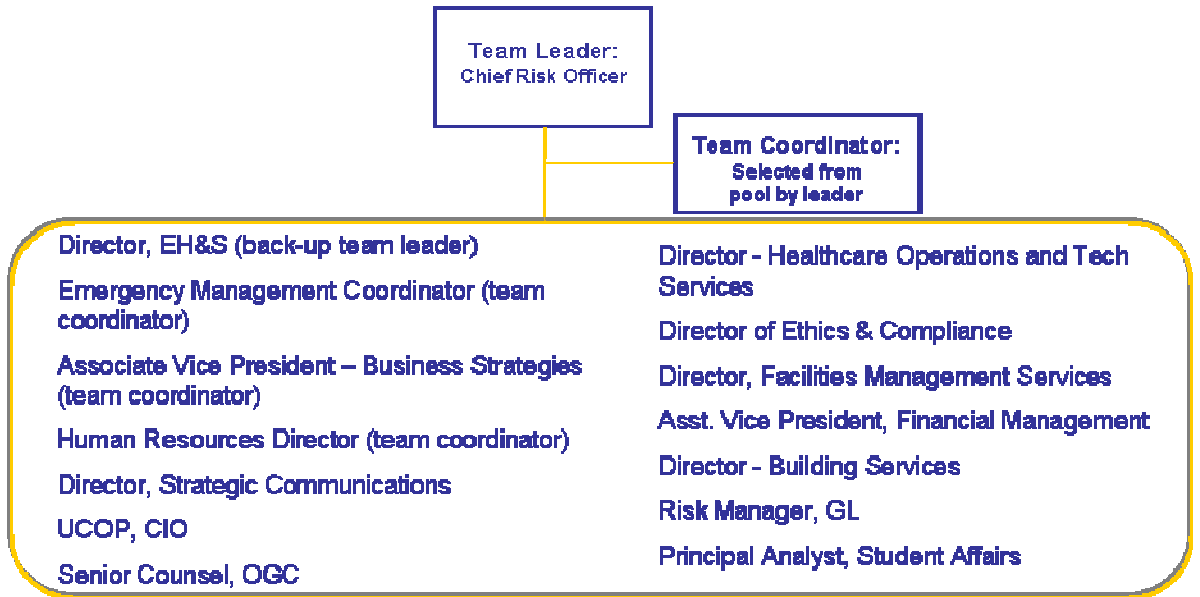 Team Leader:
Chief Risk Officer
Team Coordinator:
Selected from
pool by leader
Director, EH&S (back-up team leader)
Emergency Management Coordinator (team
coordinator)
Associate Vice President – Business Strategies
(team coordinator)
Human Resources Director (team coordinator)
Director, Strategic Communications
UCOP, CIO
Senior Counsel, OGC
Director - Healthcare Operations and Tech
Services
Director of Ethics & Compliance
Director, Facilities Management Services
Asst. Vice President, Financial Management
Director - Building Services
Risk Manager, GL
Principal Analyst, Student Affairs